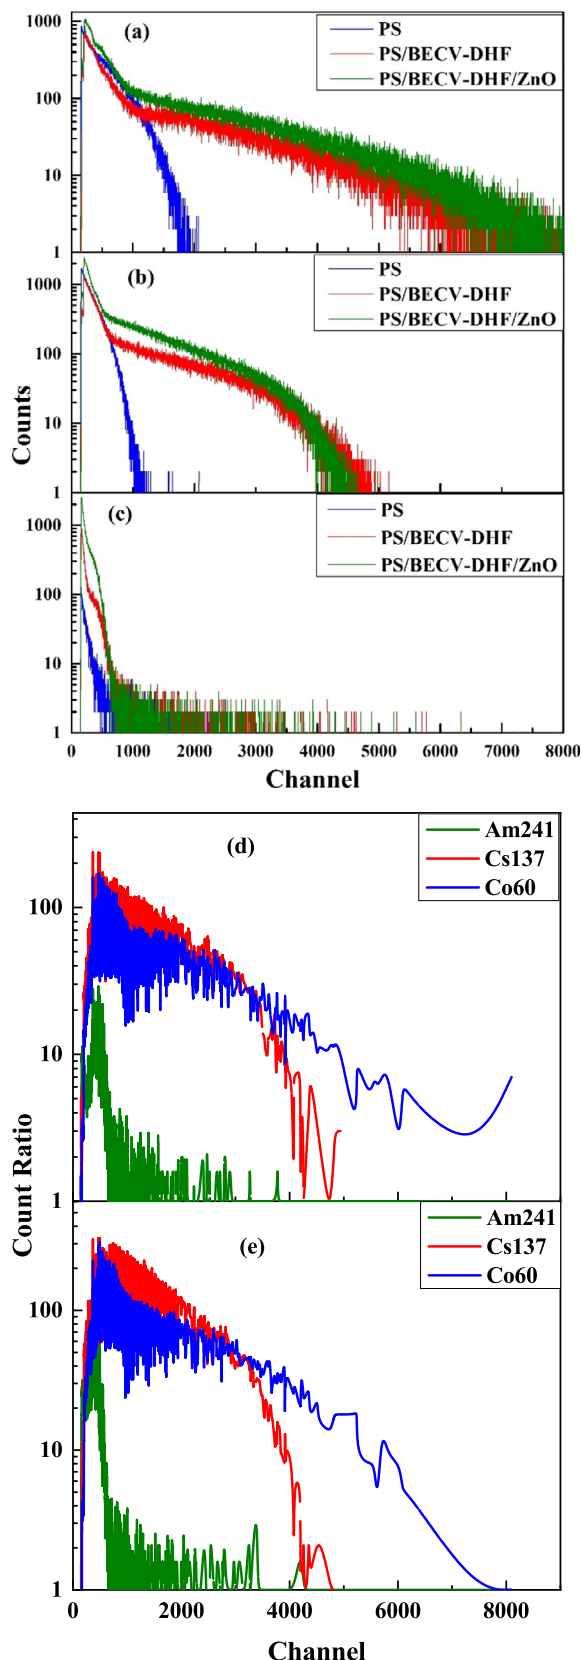 (a)
PS
PS/BECV-DHF
PS/BECV-DHF/ZnO
1000
100
10
1
(b)
PS
PS/BECV-DHF
PS/BECV-DHF/ZnO
1000
100
10
1
Counts
(c)
PS
PS/BECV-DHF
PS/BECV-DHF/ZnO
1000
100
10
1
0 1000 2000 3000 4000 5000 6000 7000 8000
Channel
(d)
Am241
Cs137
Co60
100
10
1
Count Ratio
(e)
Am241
Cs137
Co60
100
10
1
0 2000 4000 6000 8000
Channel